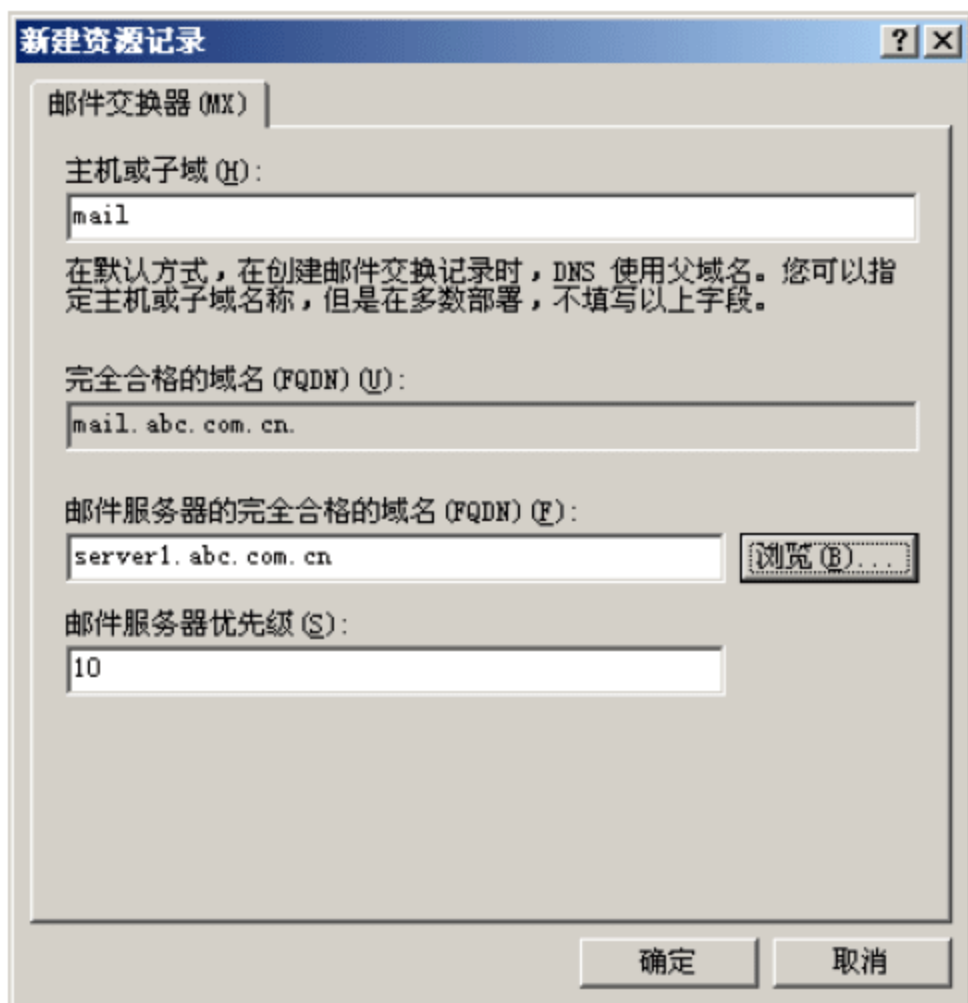 新建资源记录
邮件交换器(MX)
主机或子域(H):
mail
在默认方式，在创建邮件交换记录时，DNS 使用父域名。您可以指
定主机或子域名称，但是在多数部署，不填写以上字段。
完全合格的域名(FQDN)(U):
mail.abc.com.cn.
邮件服务器的完全合格的域名(FQDN)(F):
server1.abc.com.cn
浏览(B)...
邮件服务器优先级(S):
10
确定
取消